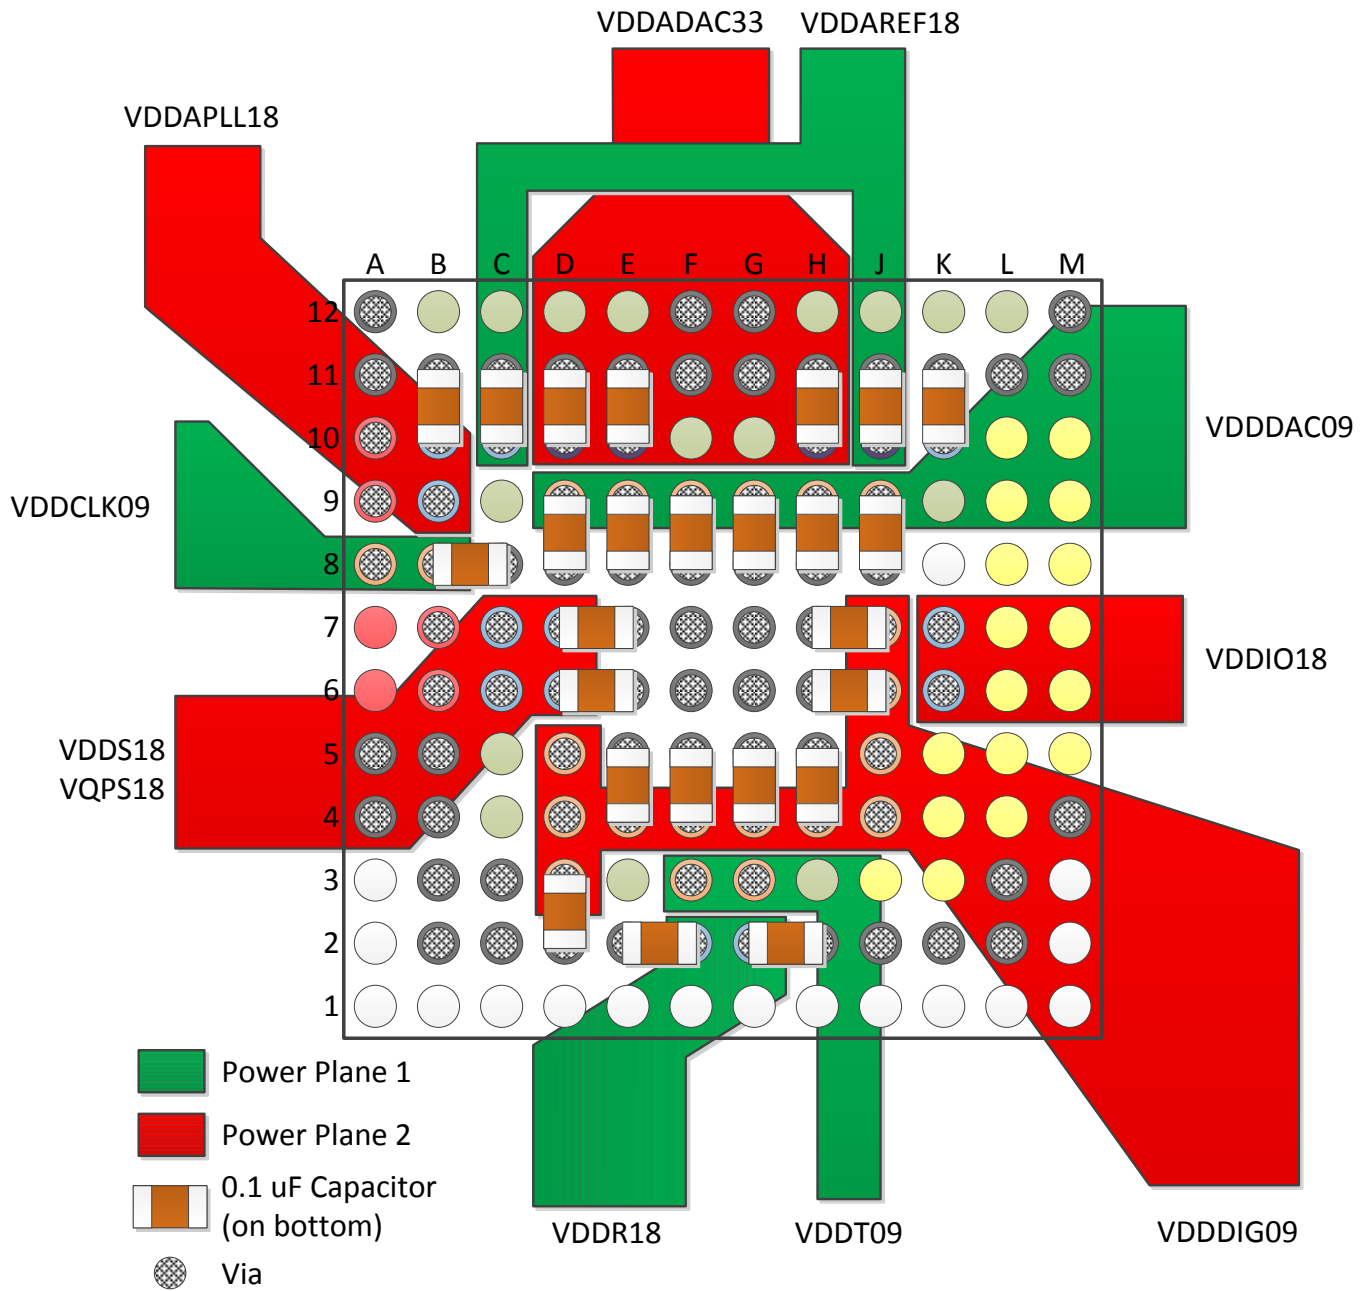 VDDADAC33
VDDAREF18
VDDAPLL18
A B C D E F G H J K L M
12
11
10
VDDDAC09
9
VDDCLK09
8
7
VDDIO18
6
VDDS18
5
VQPS18
4
3
2
1
Power Plane 1
Power Plane 2
0.1 uF Capacitor
(on bottom)
VDDR18
VDDT09
VDDDIG09
Via